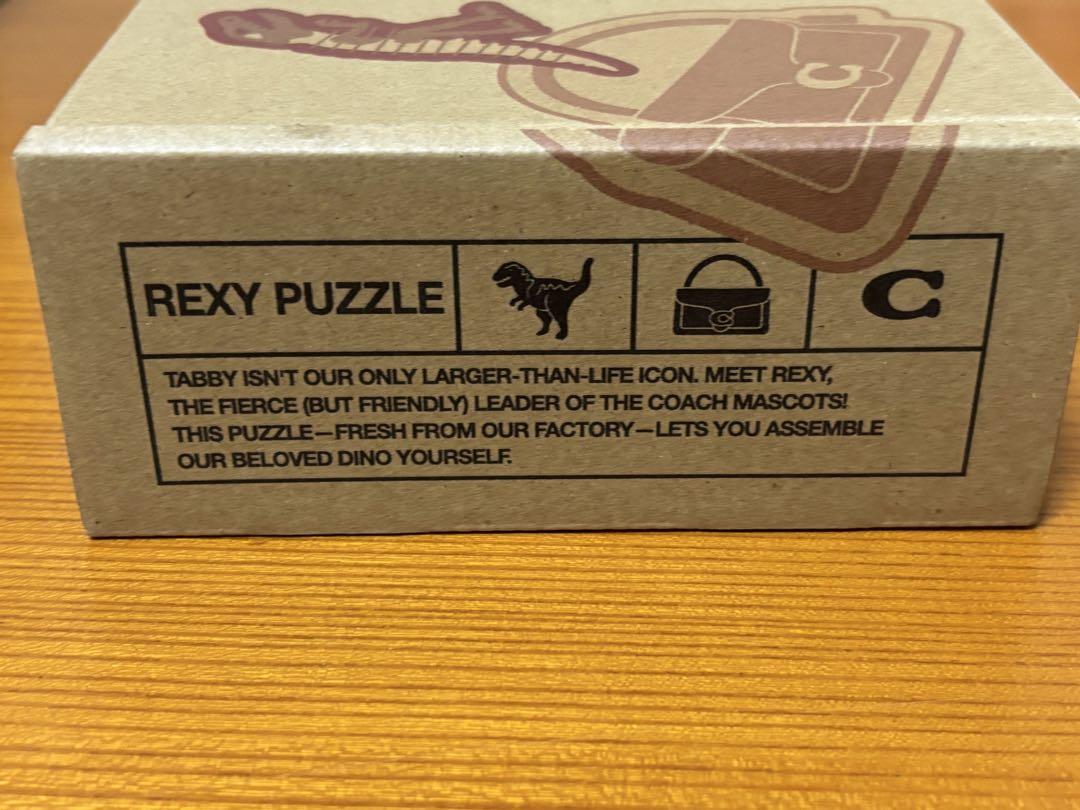 REXY PUZZLE
C
C
C
TABBY ISN'T OUR ONLY LARGER-THAN-LIFE ICON. MEET REXY,
THE FIERCE (BUT FRIENDLY) LEADER OF THE COACH MASCOTS!
THIS PUZZLE—FRESH FROM OUR FACTORY—LETS YOU ASSEMBLE
OUR BELOVED DINO YOURSELF.